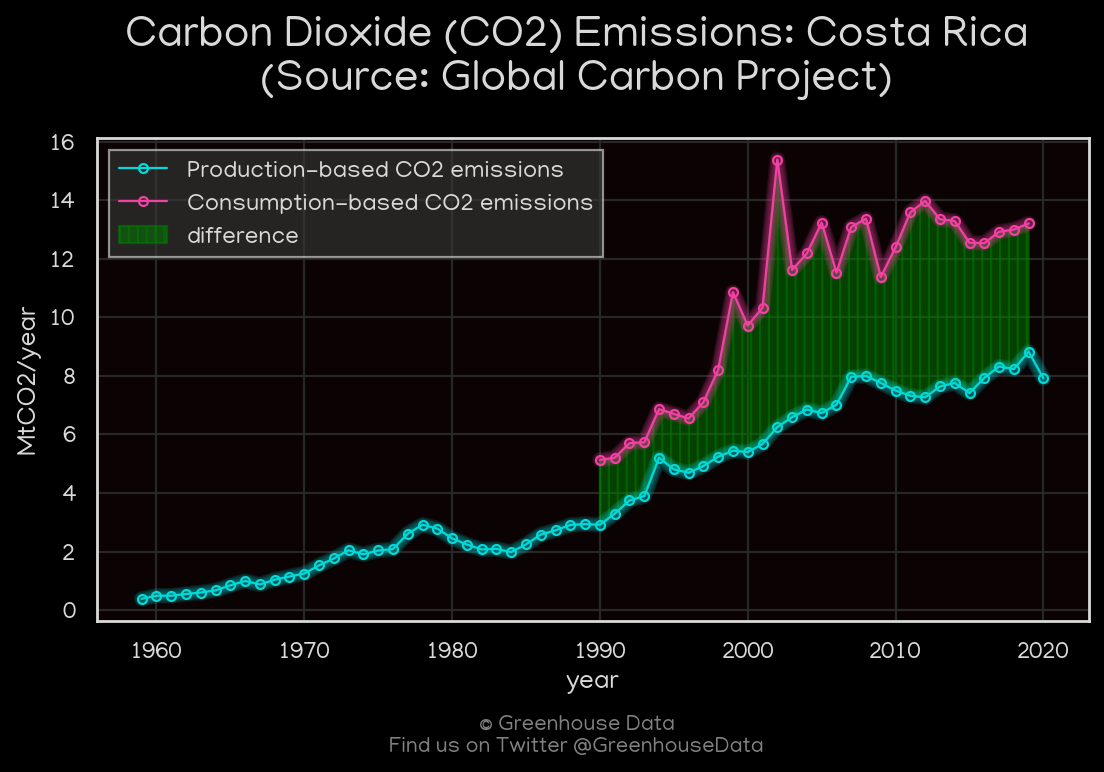 Carbon Dioxide (CO2) Emissions: Costa Rica
(Source: Global Carbon Project)
16
14
12
10
8
6
4
2
0
MtCO2/year
Production-based CO2 emissions
Consumption-based CO2 emissions
difference
1960 1970 1980 1990 2000 2010 2020
year
© Greenhouse Data
Find us on Twitter @GreenhouseData